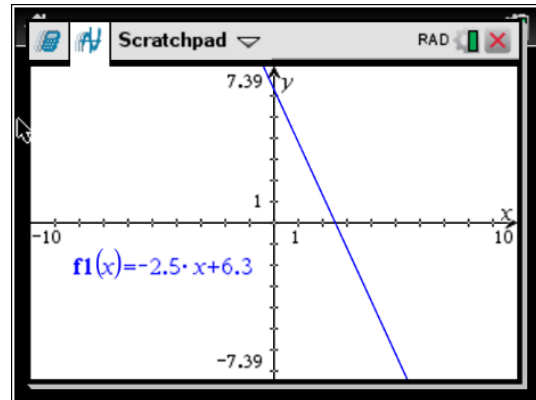 Scratchpad RAD
7.39 y
1
x
-10 1 10
f1(x)=-2.5·x+6.3
-7.39